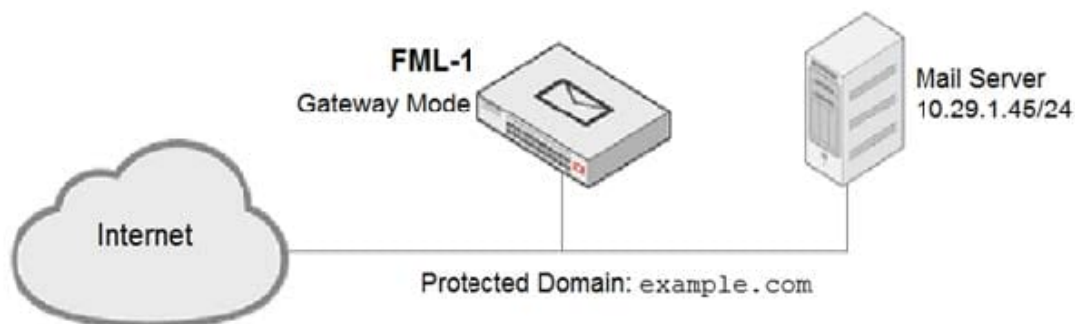 FML-1
Gateway Mode
Mail Server
10.29.1.45/24
Internet
Protected Domain: example.com